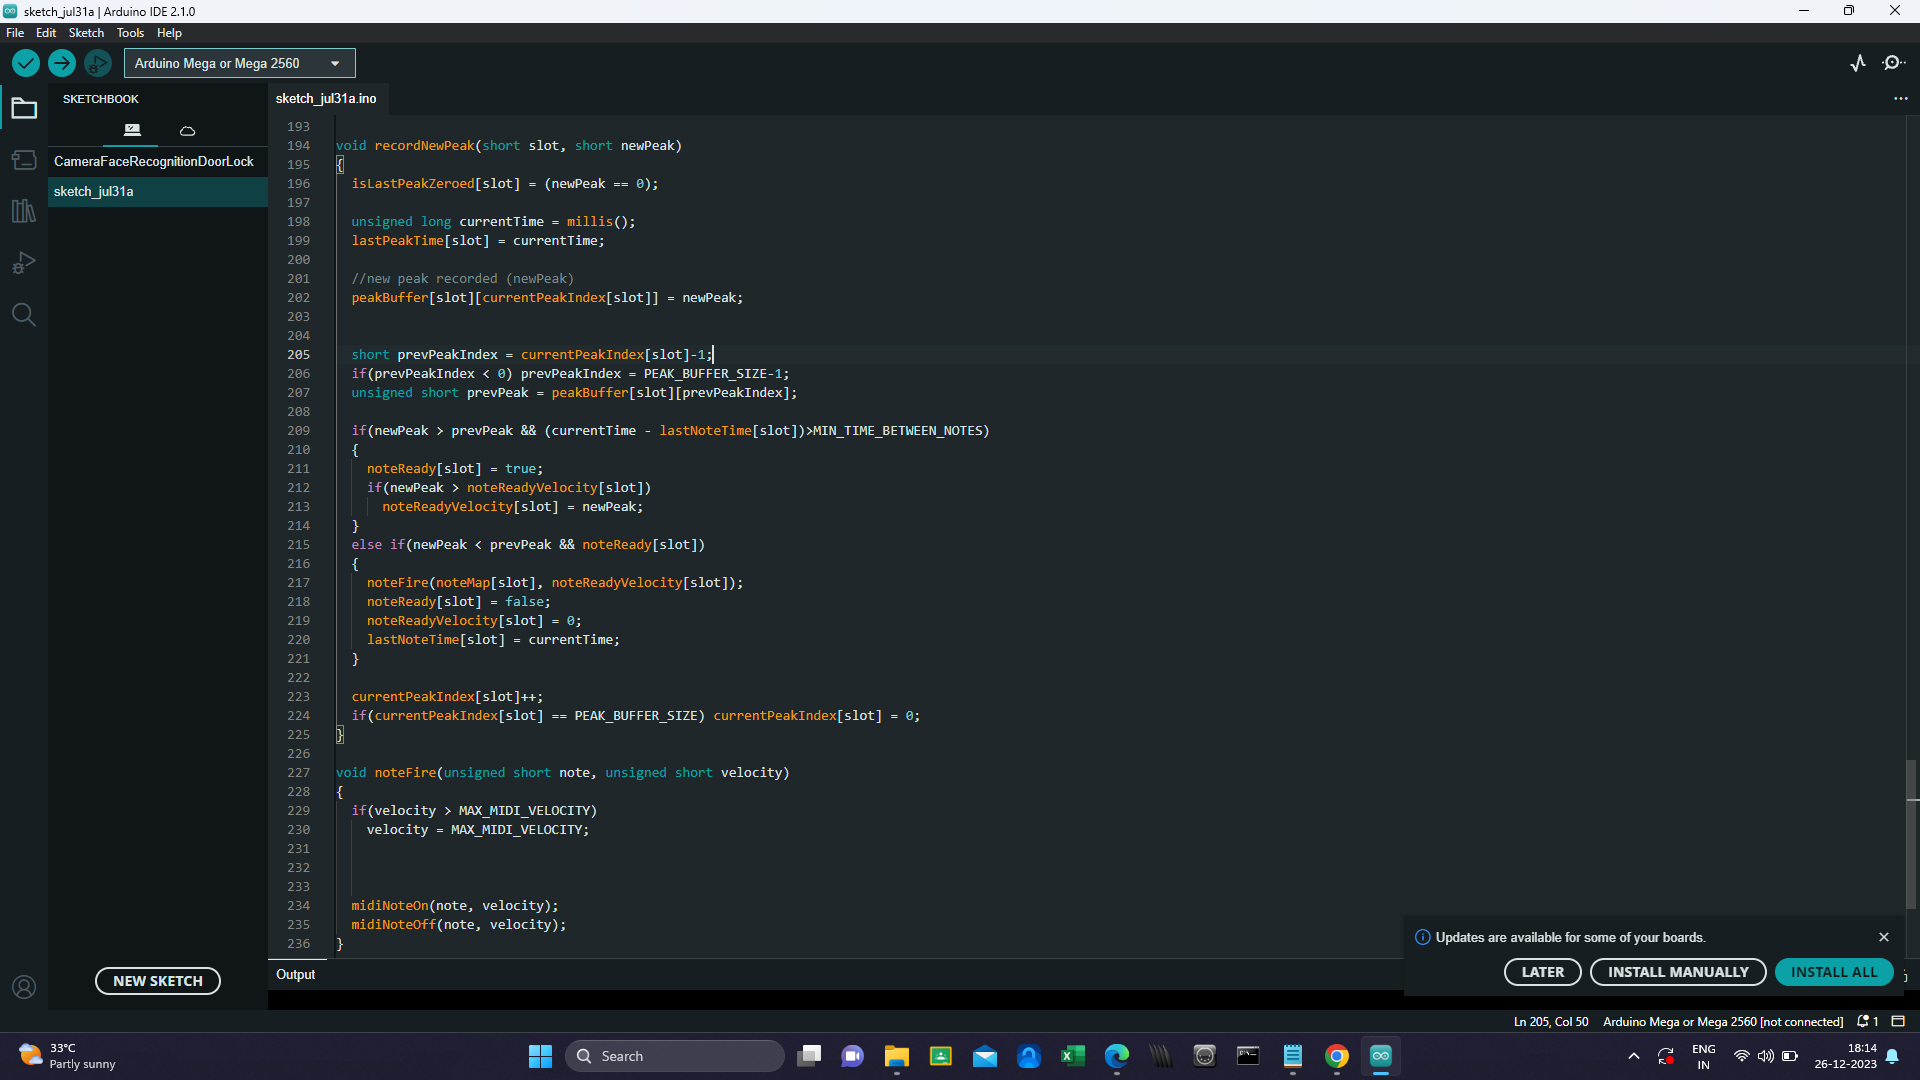 sketch_jul31a | Arduino IDE 2.1.0
File Edit Sketch Tools Help
Arduino Mega or Mega 2560
SKETCHBOOK
sketch_jul31a.ino
CameraFaceRecognitionDoorLock
sketch_jul31a
193
194 void recordNewPeak(short slot, short newPeak)
195 {
196 isLastPeakZeroed[slot] = (newPeak == 0);
197
198 unsigned long currentTime = millis();
199 lastPeakTime[slot] = currentTime;
200
201 //new peak recorded (newPeak)
202 peakBuffer[slot][currentPeakIndex[slot]] = newPeak;
203
204
205 short prevPeakIndex = currentPeakIndex[slot]-1;
206 if(prevPeakIndex < 0) prevPeakIndex = PEAK_BUFFER_SIZE-1;
207 unsigned short prevPeak = peakBuffer[slot][prevPeakIndex];
208
209 if(newPeak > prevPeak && (currentTime - lastNoteTime[slot])>MIN_TIME_BETWEEN_NOTES)
210 {
211 noteReady[slot] = true;
212 if(newPeak > noteReadyVelocity[slot])
213 noteReadyVelocity[slot] = newPeak;
214 }
215 else if(newPeak < prevPeak && noteReady[slot])
216 {
217 noteFire(noteMap[slot], noteReadyVelocity[slot]);
218 noteReady[slot] = false;
219 noteReadyVelocity[slot] = 0;
220 lastNoteTime[slot] = currentTime;
221 }
222
223 currentPeakIndex[slot]++;
224 if(currentPeakIndex[slot] == PEAK_BUFFER_SIZE) currentPeakIndex[slot] = 0;
225 }
226
227 void noteFire(unsigned short note, unsigned short velocity)
228 {
229 if(velocity > MAX_MIDI_VELOCITY)
230 velocity = MAX_MIDI_VELOCITY;
231
232
233
234 midiNoteOn(note, velocity);
235 midiNoteOff(note, velocity);
236 }
Updates are available for some of your boards.
LATER INSTALL MANUALLY INSTALL ALL
NEW SKETCH
Output
Ln 205, Col 50 Arduino Mega or Mega 2560 [not connected] 1
33°C
Partly sunny
Search
ENG
IN
18:14
26-12-2023